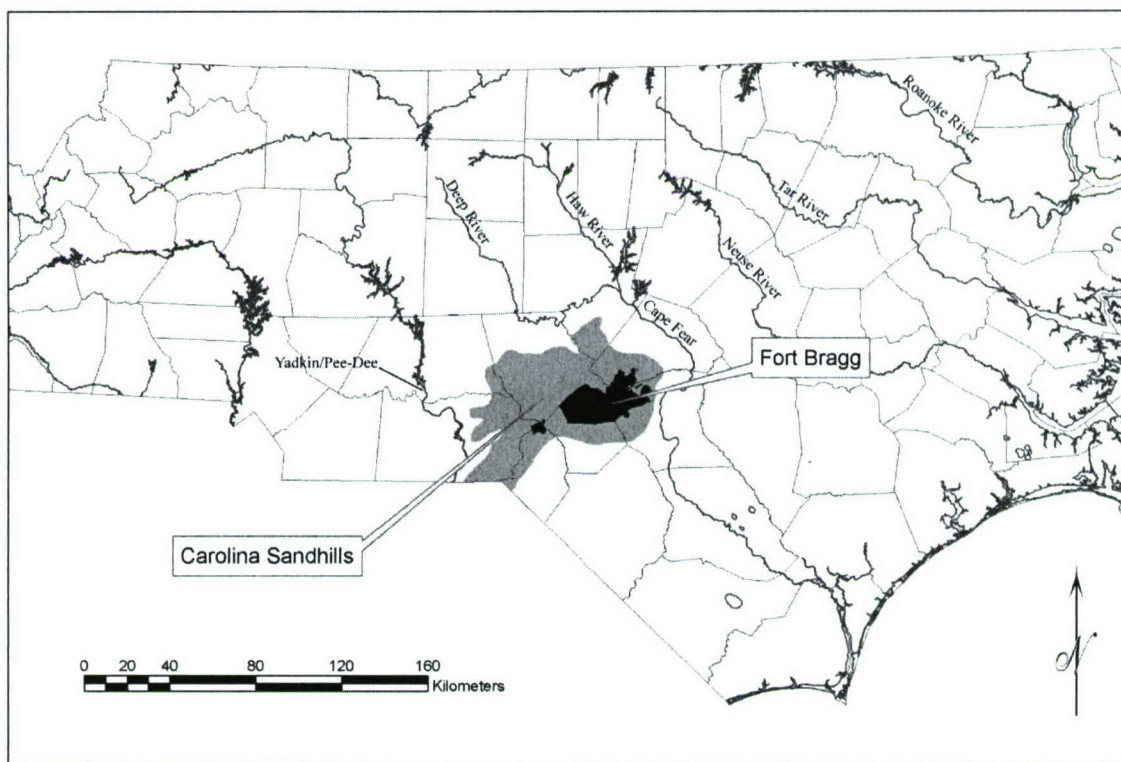 Roanoke River
Tar River
Deep River
Haw River
Neuse River
Cape Fear
Yadkin/Pee-Dee
Fort Bragg
Carolina Sandhills
0 20 40 80 120 160
Kilometers
N